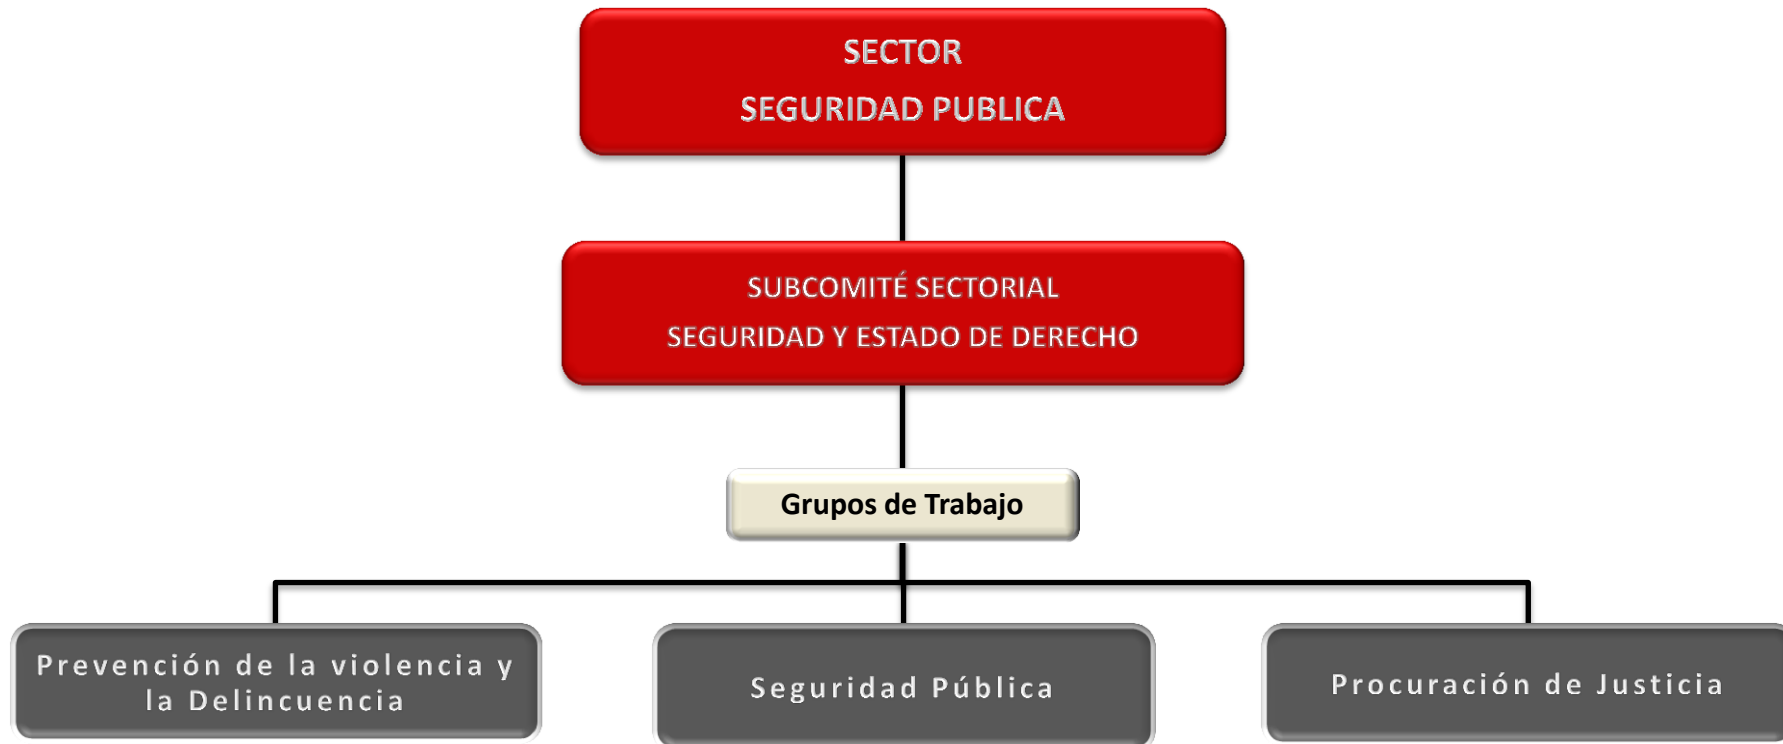 SECTOR
SEGURIDAD PUBLICA
SUBCOMITÉ SECTORIAL
SEGURIDAD Y ESTADO DE DERECHO
Grupos de Trabajo
Prevención de la violencia y
la Delincuencia
Seguridad Pública
Procuración de Justicia